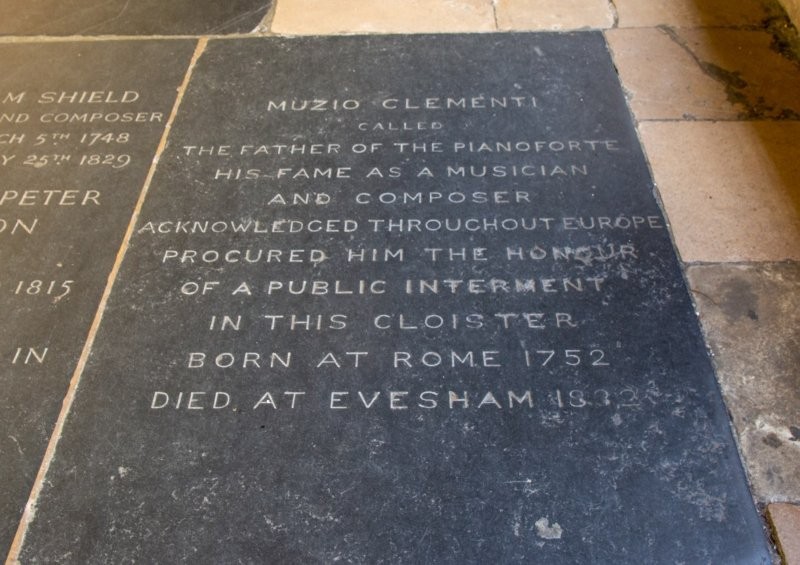 M SHIELD
ND COMPOSER
CH 5TH 1748
Y 25TH 1829
PETER
ON
1815
IN
MUZIO CLEMENTI
CALLED
THE FATHER OF THE PIANOFORTE
HIS FAME AS A MUSICIAN
AND COMPOSER
ACKNOWLEDGED THROUGHOUT EUROPE
PROCURED HIM THE HONOUR
OF A PUBLIC INTERMENT
IN THIS CLOISTER
BORN AT ROME 1752
DIED AT EVESHAM 1832